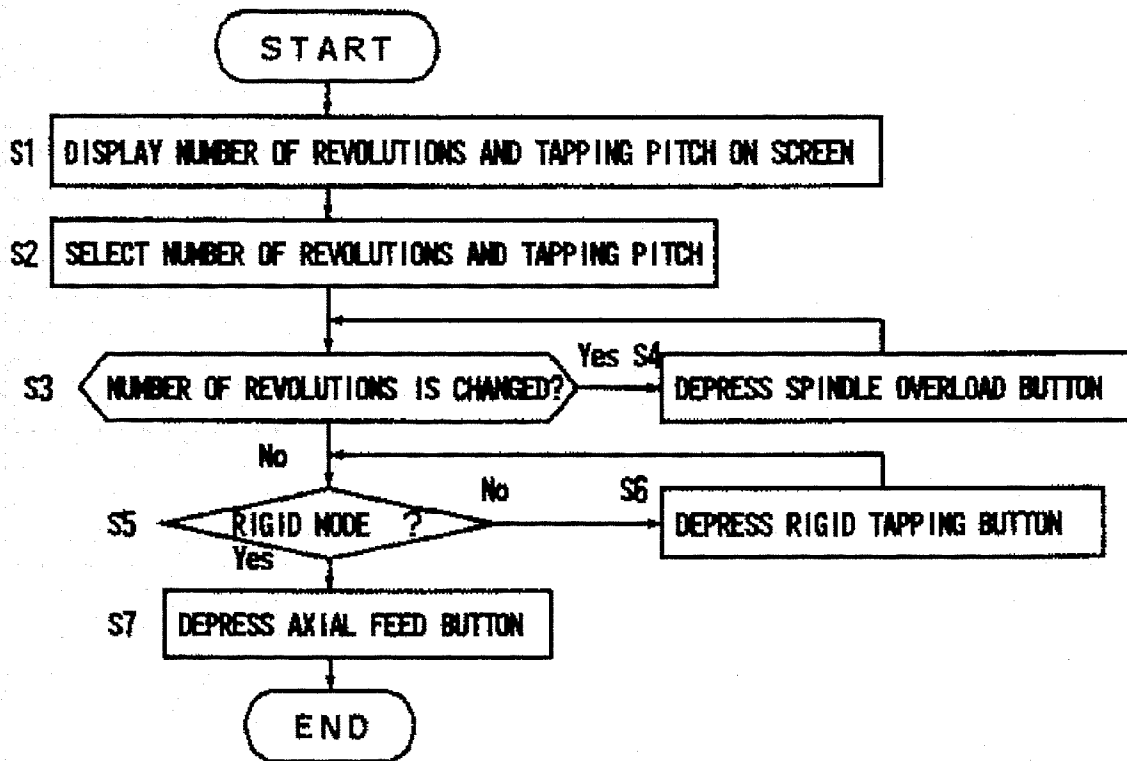 START
S1 DISPLAY NUMBER OF REVOLUTIONS AND TAPPING PITCH ON SCREEN
S2 SELECT NUMBER OF REVOLUTIONS AND TAPPING PITCH
S3 NUMBER OF REVOLUTIONS IS CHANGED?
Yes S4 DEPRESS SPINDLE OVERLOAD BUTTON
No
S5 RIGID MODE ?
No S6 DEPRESS RIGID TAPPING BUTTON
Yes
S7 DEPRESS AXIAL FEED BUTTON
END